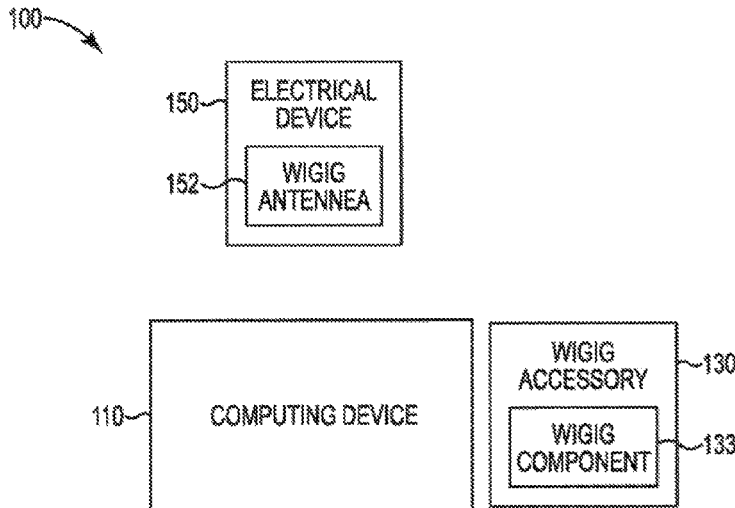 100
150
ELECTRICAL
DEVICE
152
WIGIG
ANTENNEA
110
COMPUTING DEVICE
WIGIG
ACCESSORY
130
WIGIG
COMPONENT
133